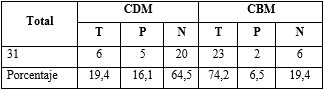 Total CDM CBM
T P N T P N
31 6 5 20 23 2 6
Porcentaje 19,4 16,1 64,5 74,2 6,5 19,4